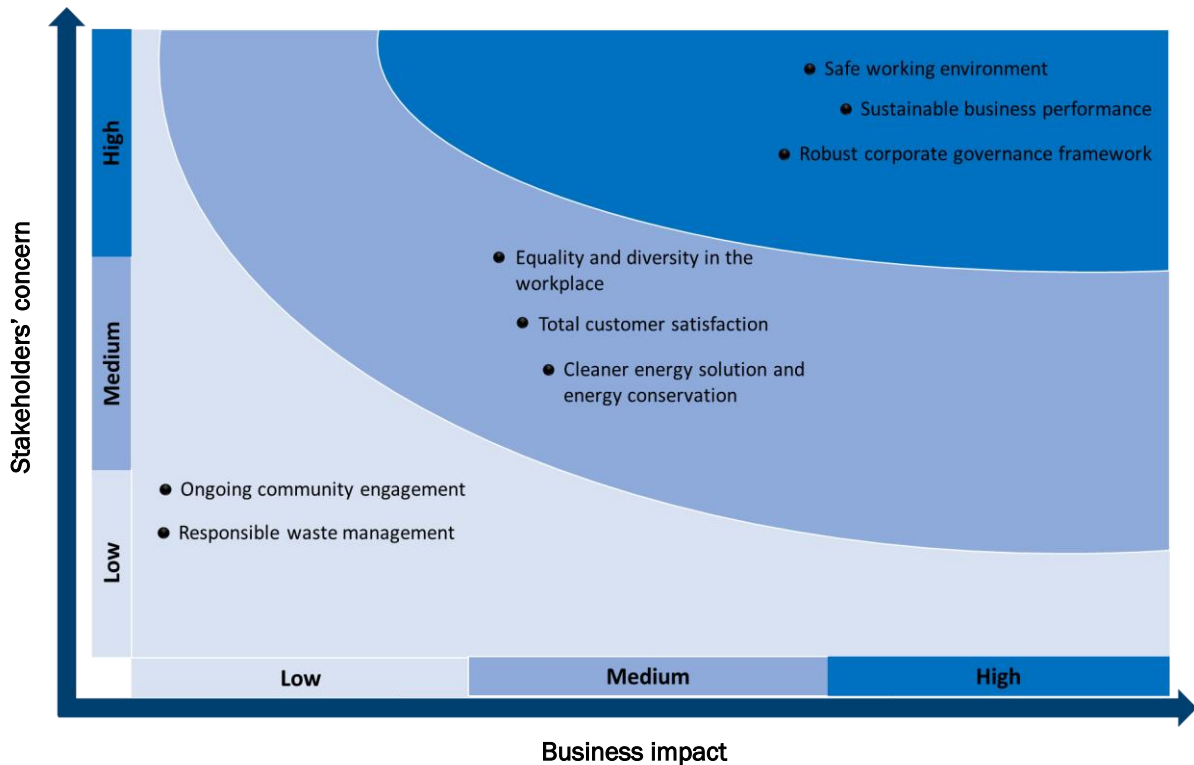 Stakeholders' concern
High
Medium
Low
Safe working environment
Sustainable business performance
Robust corporate governance framework
Equality and diversity in the
workplace
Total customer satisfaction
Cleaner energy solution and
energy conservation
Ongoing community engagement
Responsible waste management
Low
Medium
High
Business impact